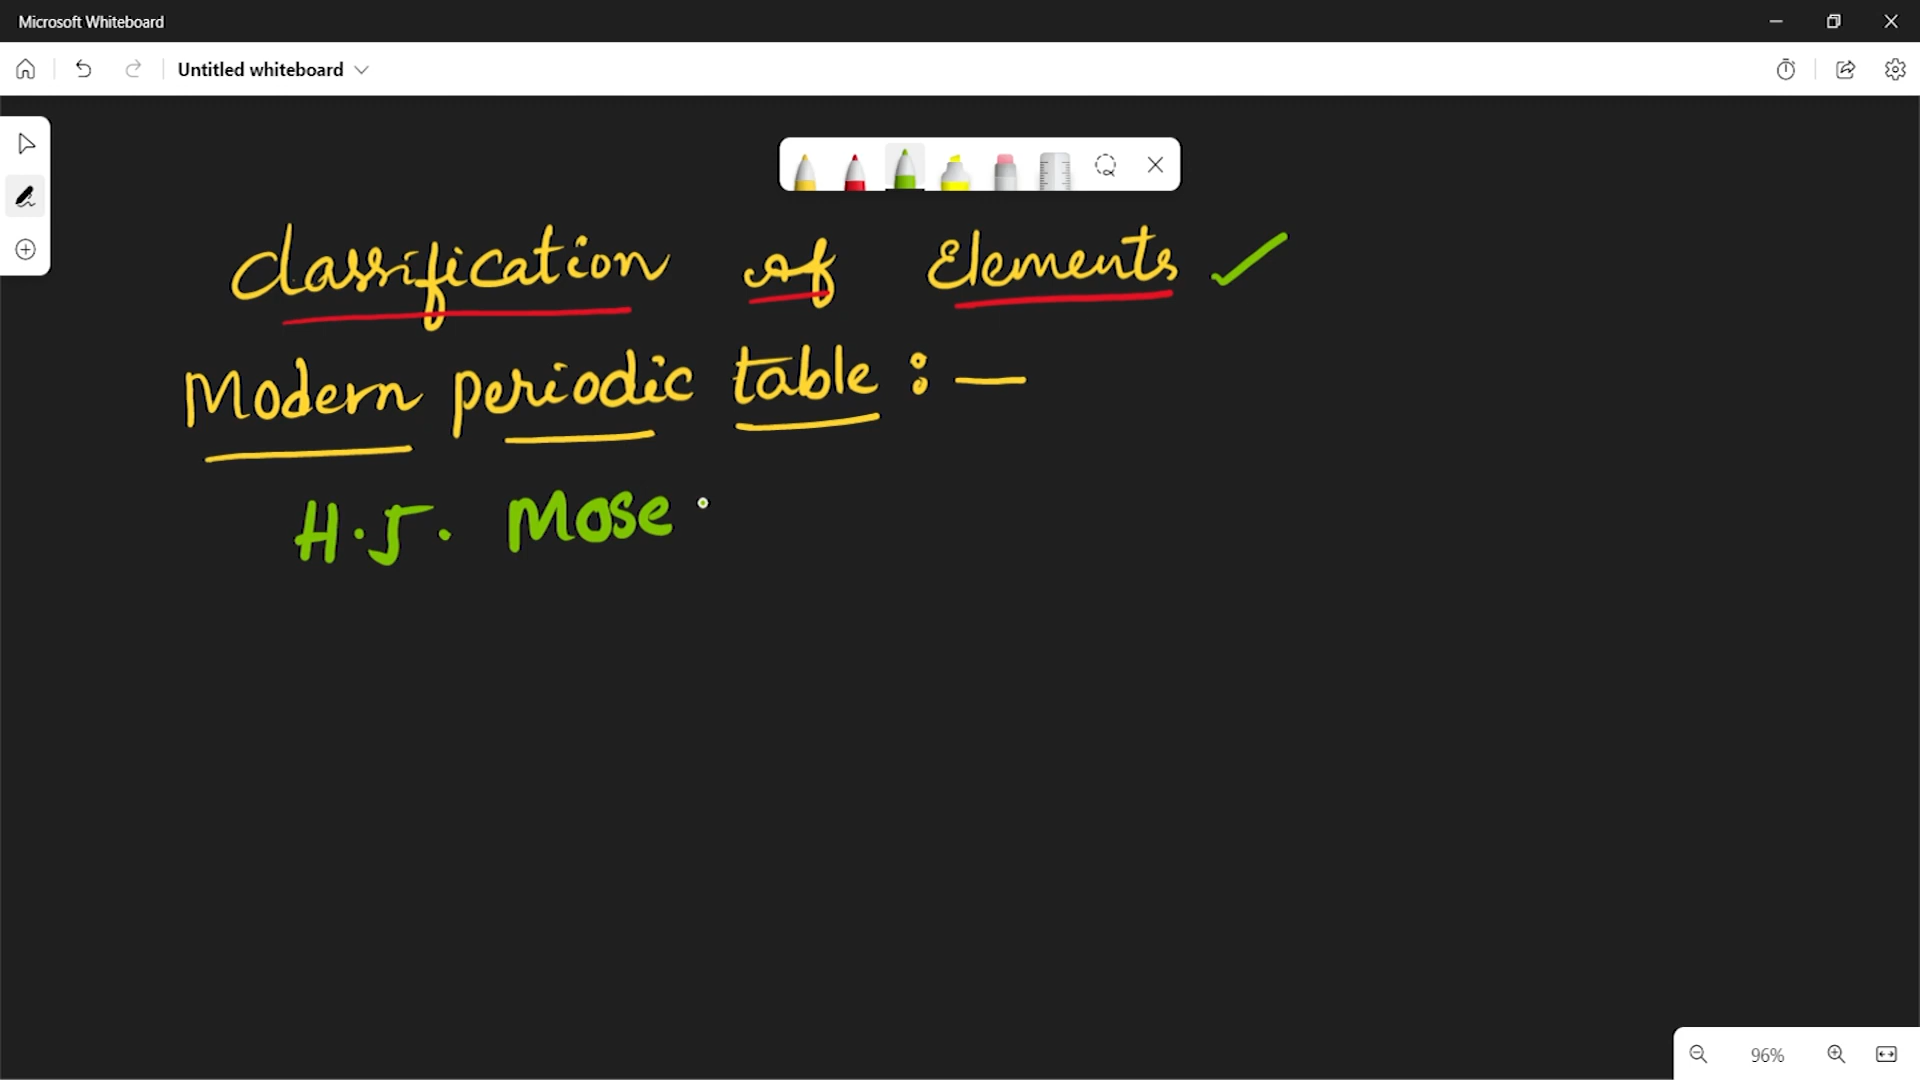 Microsoft Whiteboard
Untitled whiteboard
Classification of Elements
Modern periodic table : —
H.J. Mose
96%